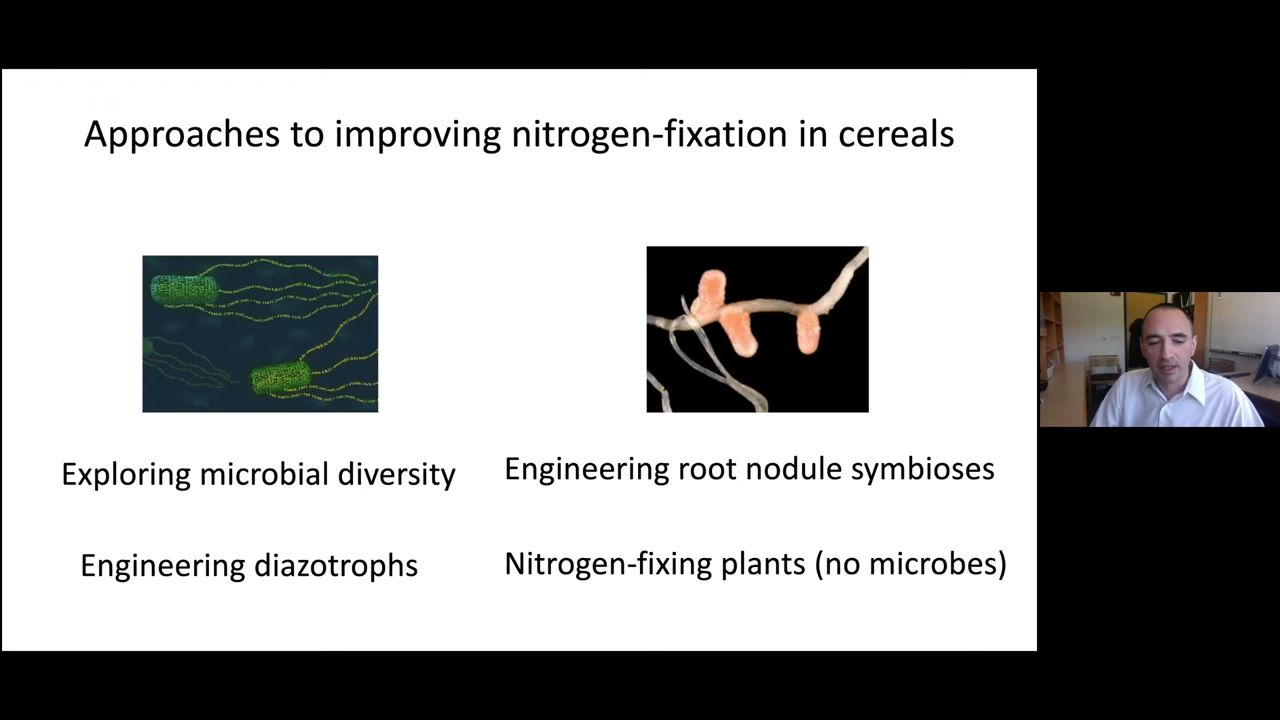 Approaches to improving nitrogen-fixation in cereals
Exploring microbial diversity
Engineering root nodule symbioses
Engineering diazotrophs
Nitrogen-fixing plants (no microbes)